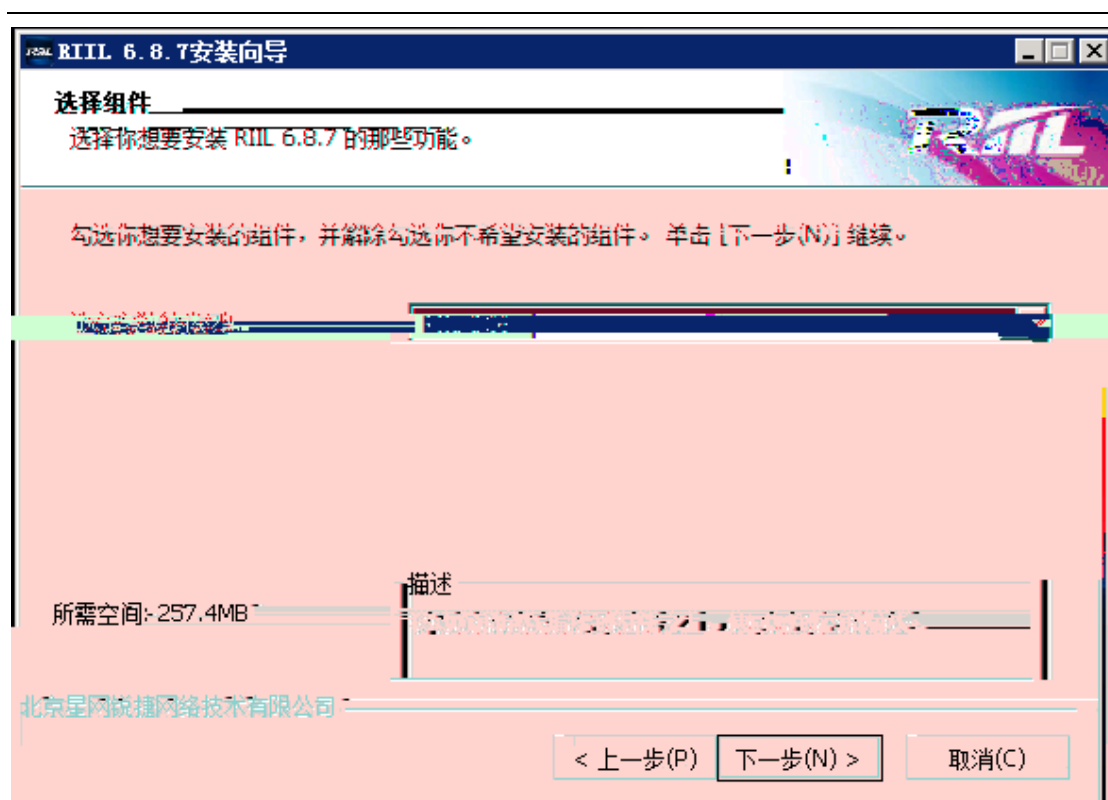 RIIL 6.8.7安装向导
选择组件
选择你想要安装 RIIL 6.8.7 的那些功能。
RIIL
勾选你想要安装的组件，并解除勾选你不希望安装的组件。 单击 [下一步(N)] 继续。
描述
所需空间: 257.4MB
北京星网锐捷网络技术有限公司
< 上一步(P)
下一步(N) >
取消(C)